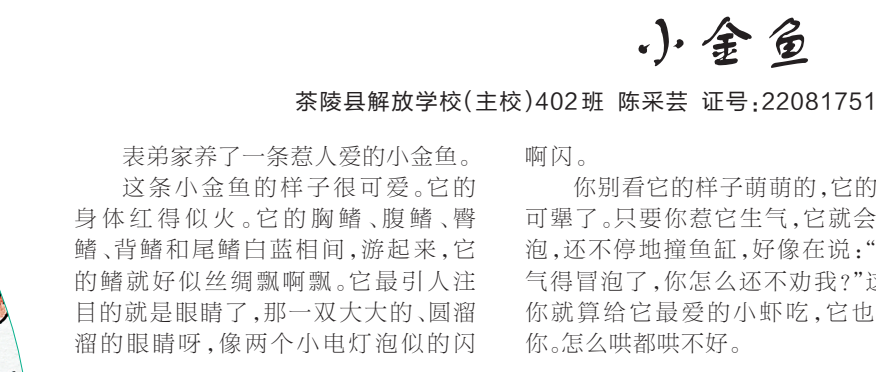 小金鱼
茶陵县解放学校(主校)402班 陈采芸 证号:22081751
表弟家养了一条惹人爱的小金鱼。
这条小金鱼的样子很可爱。它的
身体红得似火。它的胸鳍、腹鳍、臀
鳍、背鳍和尾鳍白蓝相间,游起来,它
的鳍就好似丝绸飘啊飘。它最引人注
目的就是眼睛了,那一双大大的、圆溜
溜的眼睛呀,像两个小电灯泡似的闪
啊闪。
你别看它的样子萌萌的,它的
可犟了。只要你惹它生气,它就会
泡,还不停地撞鱼缸,好像在说:“
气得冒泡了,你怎么还不劝我?”这
你就算给它最爱的小虾吃,它也
你。怎么哄都哄不好。